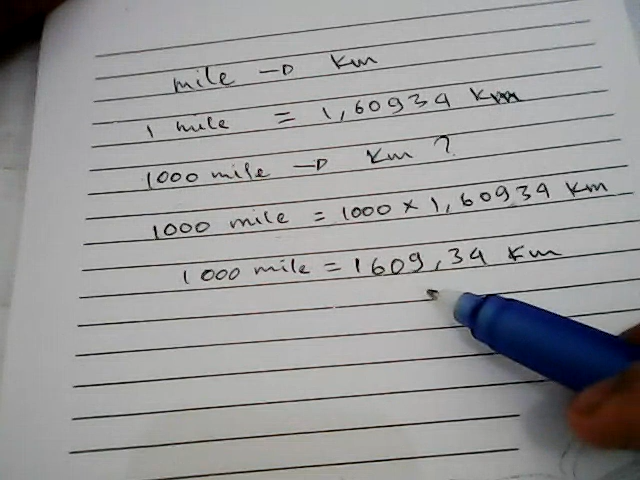 mile → km
1 mile = 1,60934 km
1000 mile → km ?
1000 mile = 1000 × 1,60934 km
1000 mile = 1609,34 km